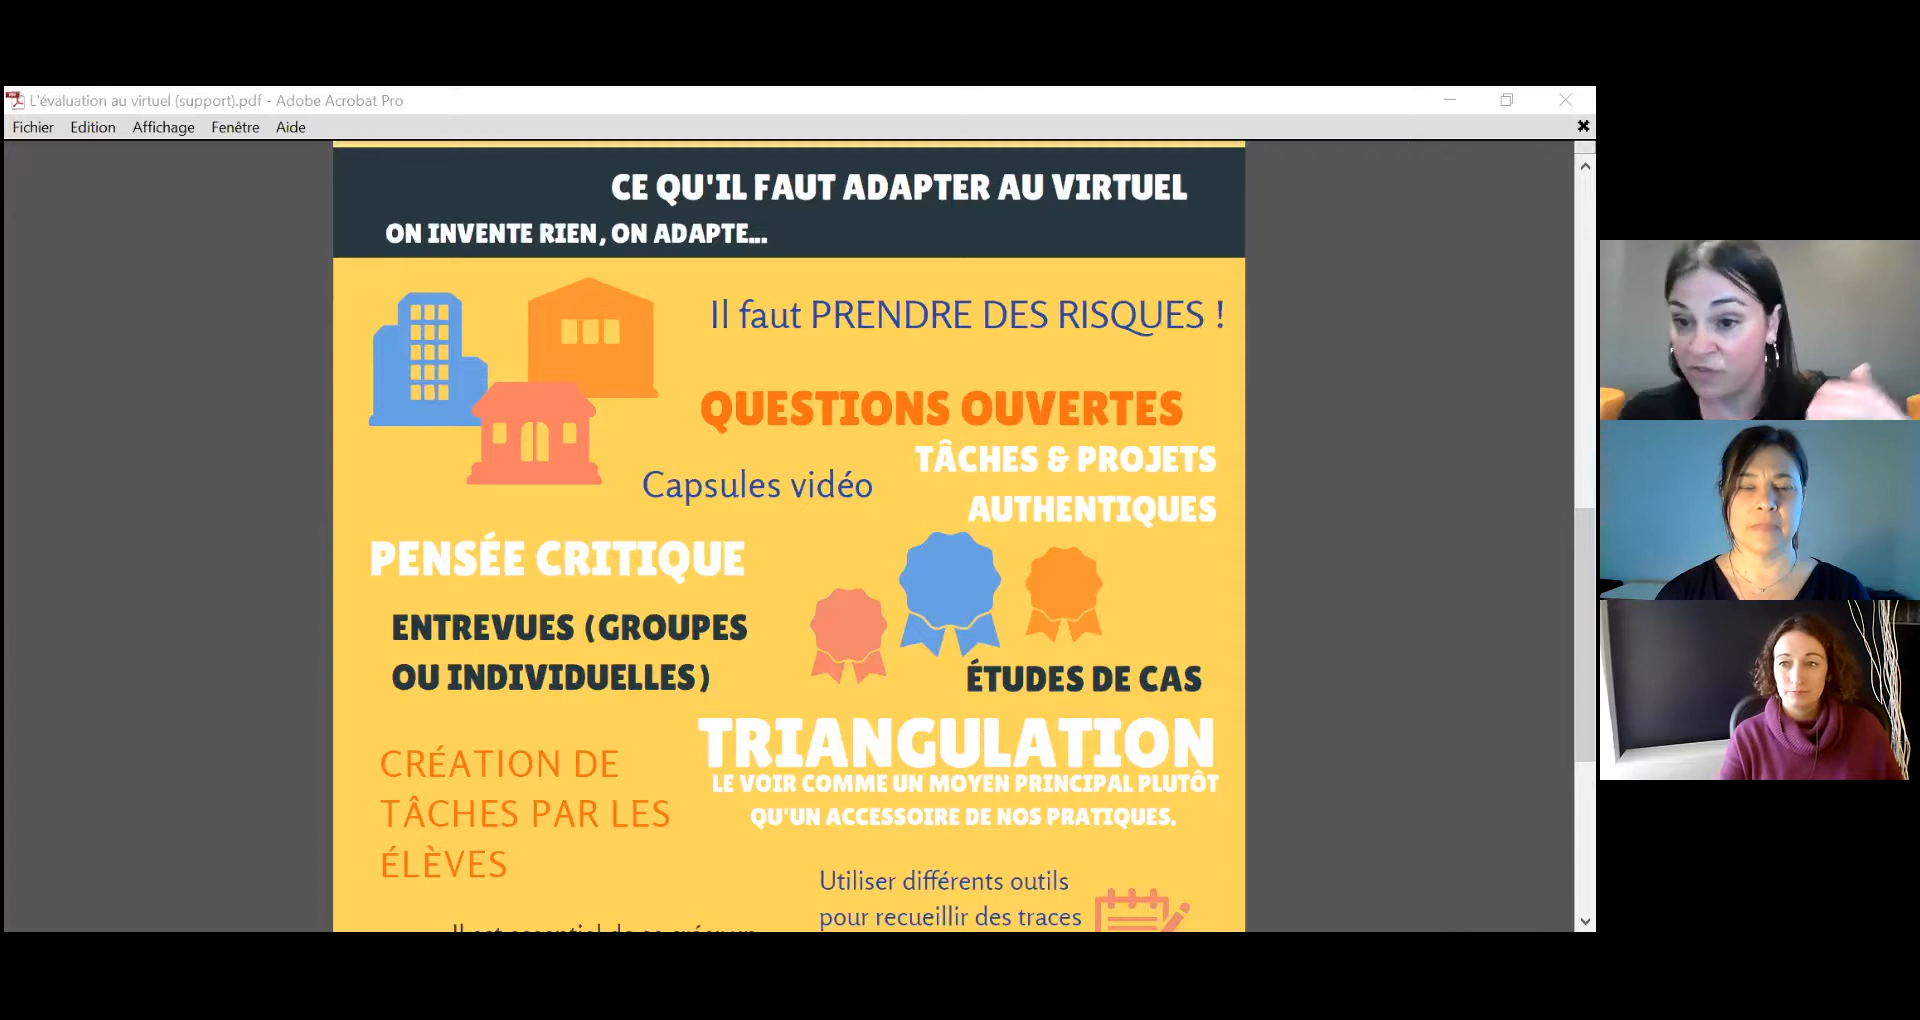 L'évaluation au virtuel (support).pdf - Adobe Acrobat Pro
Fichier Edition Affichage Fenêtre Aide
CE QU'IL FAUT ADAPTER AU VIRTUEL
ON INVENTE RIEN, ON ADAPTE...
Il faut PRENDRE DES RISQUES !
QUESTIONS OUVERTES
TÂCHES & PROJETS
AUTHENTIQUES
Capsules vidéo
PENSÉE CRITIQUE
ENTREVUES (GROUPES
OU INDIVIDUELLES)
ÉTUDES DE CAS
TRIANGULATION
LE VOIR COMME UN MOYEN PRINCIPAL PLUTÔT
QU'UN ACCESSOIRE DE NOS PRATIQUES.
CRÉATION DE
TÂCHES PAR LES
ÉLÈVES
Utiliser différents outils
pour recueillir des traces